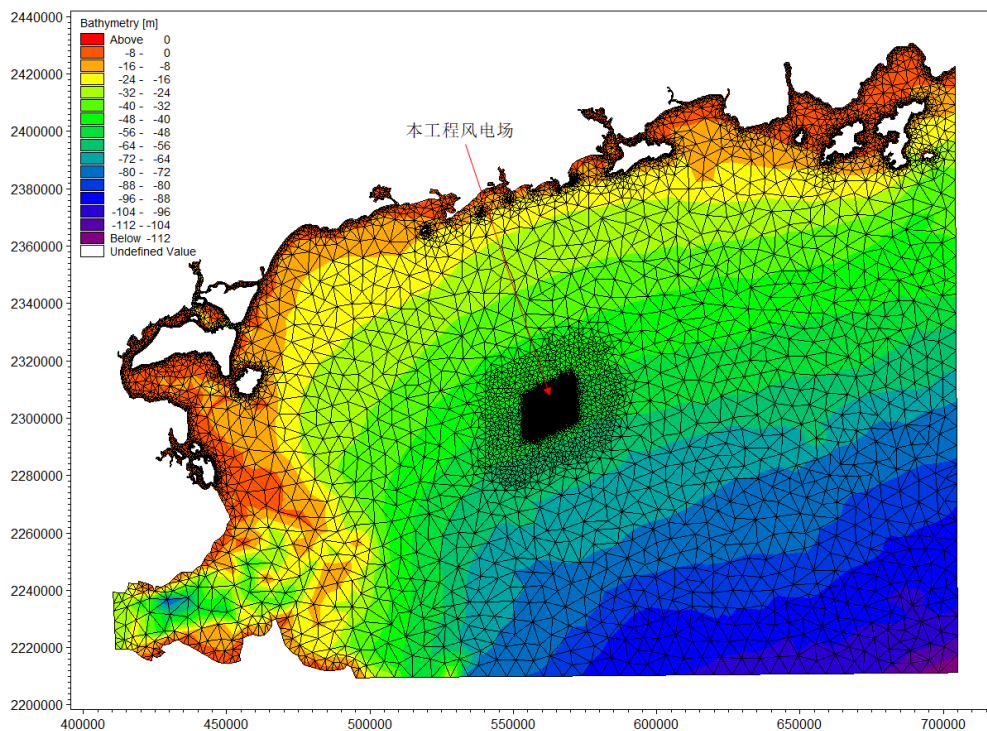 2440000
2420000
2400000
2380000
2360000
2340000
2320000
2300000
2280000
2260000
2240000
2220000
2200000
Bathymetry [m]
Above 0
-8 - 0
-16 - -8
-24 - -16
-32 - -24
-40 - -32
-48 - -40
-56 - -48
-64 - -56
-72 - -64
-80 - -72
-88 - -80
-96 - -88
-104 - -96
-112 - -104
Below -112
Undefined Value
本工程风电场
400000 450000 500000 550000 600000 650000 700000